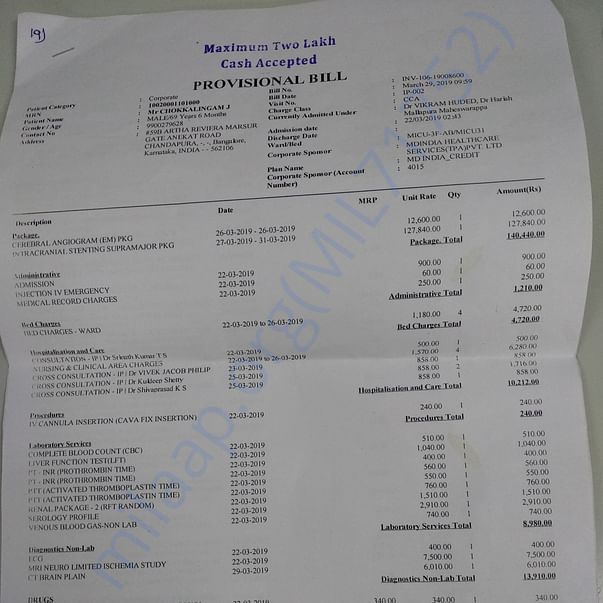 19)
Maximum Two Lakh
Cash Accepted
PROVISIONAL BILL
Patient Category : Corporate
MRN : 10020001101000
Patient Name : Mr CHOKKALINGAM J
Gender / Age : MALE/69 Years 6 Months
Contact No : 9900279628
Address : #59B ARTHA REVIERA MARSUR
GATE ANEKAT ROAD
CHANDAPURA, -, -, Bangalore,
Karnataka, INDIA - - 562106
Bill No. : INV-106-19008600
Bill Date : March 29, 2019 09:59
Visit No. : IP-002
Charge Class : CCA
Currently Admitted Under : Dr VIKRAM HUDED, Dr Harish
Mallapura Maheswarappa
Admission date : 22/03/2019 02:43
Discharge Date :
Ward/Bed : MICU-3F-AB/MICU31
Corporate Sponsor : MDINDIA HEALTHCARE
SERVICES(TPA)PVT. LTD
Plan Name : MD INDIA_CREDIT
Corporate Sponsor (Account : 4015
Number)
Description Date MRP Unit Rate Qty Amount(Rs)
Package.
CEREBRAL ANGIOGRAM (EM) PKG 26-03-2019 - 26-03-2019 12,600.00 1 12,600.00
INTRACRANIAL STENTING SUPRAMAJOR PKG 27-03-2019 - 31-03-2019 127,840.00 1 127,840.00
Package. Total 140,440.00
Administrative
ADMISSION 22-03-2019 900.00 1 900.00
INJECTION IV EMERGENCY 22-03-2019 60.00 1 60.00
MEDICAL RECORD CHARGES 22-03-2019 250.00 1 250.00
Administrative Total 1,210.00
Bed Charges
BED CHARGES - WARD 22-03-2019 to 26-03-2019 1,180.00 4 4,720.00
Bed Charges Total 4,720.00
Hospitalisation and Care
CONSULTATION - IP | Dr Srinath Kumar T S 22-03-2019 500.00 1 500.00
NURSING & CLINICAL AREA CHARGES 22-03-2019 to 26-03-2019 1,570.00 4 6,280.00
CROSS CONSULTATION - IP | Dr VIVEK JACOB PHILIP 23-03-2019 858.00 1 858.00
CROSS CONSULTATION - IP | Dr Kuldeep Shetty 25-03-2019 858.00 2 1,716.00
CROSS CONSULTATION - IP | Dr Shivaprasad K S 25-03-2019 858.00 1 858.00
Hospitalisation and Care Total 10,212.00
Procedures
IV CANNULA INSERTION (CAVA FIX INSERTION) 22-03-2019 240.00 1 240.00
Procedures Total 240.00
Laboratory Services
COMPLETE BLOOD COUNT (CBC) 22-03-2019 510.00 1 510.00
LIVER FUNCTION TEST(LFT) 22-03-2019 1,040.00 1 1,040.00
PT - INR (PROTHROMBIN TIME) 22-03-2019 400.00 1 400.00
PT - INR (PROTHROMBIN TIME) 22-03-2019 560.00 1 560.00
PTT (ACTIVATED THROMBOPLASTIN TIME) 22-03-2019 550.00 1 550.00
PTT (ACTIVATED THROMBOPLASTIN TIME) 22-03-2019 760.00 1 760.00
RENAL PACKAGE - 2 (RFT RANDOM) 22-03-2019 1,510.00 1 1,510.00
SEROLOGY PROFILE 22-03-2019 2,910.00 1 2,910.00
VENOUS BLOOD GAS-NON LAB 22-03-2019 740.00 1 740.00
Laboratory Services Total 8,980.00
Diagnostics Non-Lab
ECG 22-03-2019 400.00 1 400.00
MRI NEURO LIMITED ISCHEMIA STUDY 22-03-2019 7,500.00 1 7,500.00
CT BRAIN PLAIN 29-03-2019 6,010.00 1 6,010.00
Diagnostics Non-Lab Total 13,910.00
DRUGS
340.00 340.00 1 340.00